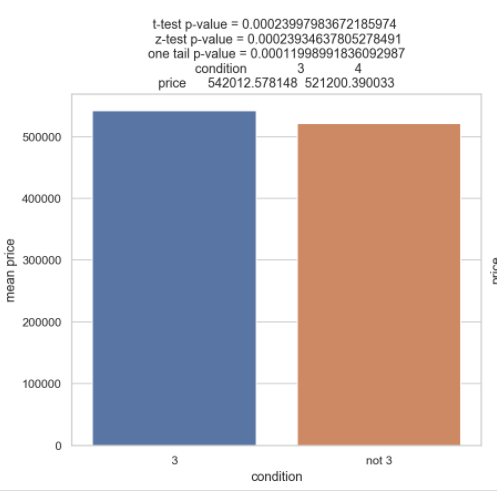 t-test p-value = 0.00023997983672185974
z-test p-value = 0.00023934637805278491
one tail p-value = 0.00011998991836092987
condition 3 4
price 542012.578148 521200.390033
500000
400000
300000
200000
100000
0
mean price
3 not 3
condition
price